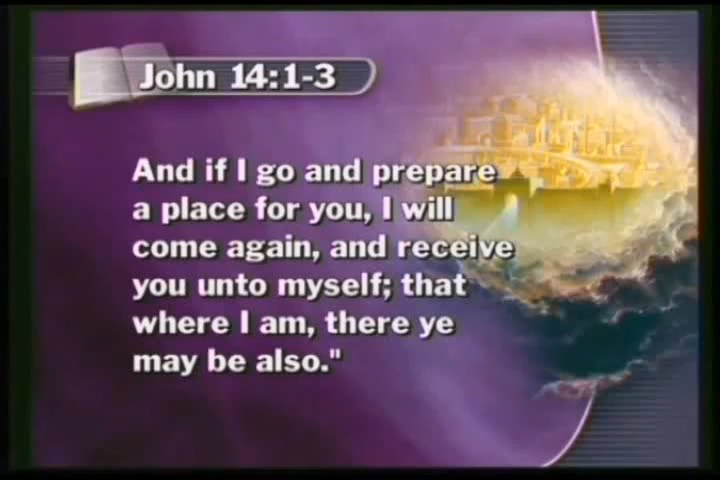 John 14:1-3
And if I go and prepare
a place for you, I will
come again, and receive
you unto myself; that
where I am, there ye
may be also."